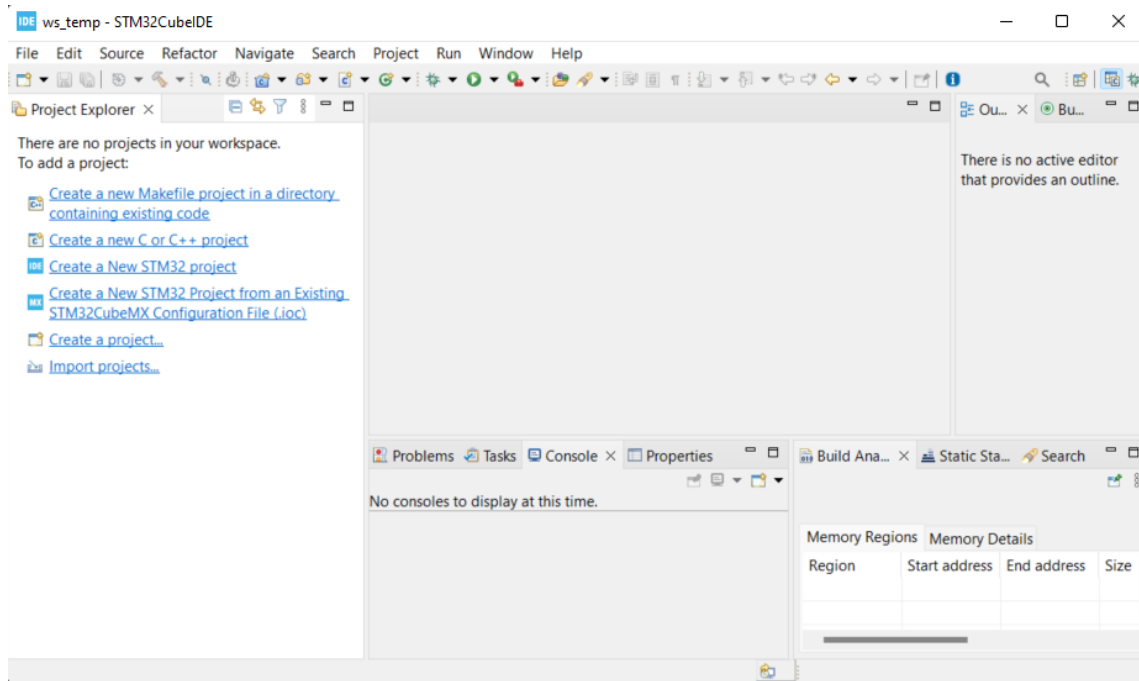 IDE ws_temp - STM32CubeIDE
File Edit Source Refactor Navigate Search Project Run Window Help
Project Explorer
There are no projects in your workspace.
To add a project:
Create a new Makefile project in a directory
containing existing code
Create a new C or C++ project
IDE Create a New STM32 project
MX Create a New STM32 Project from an Existing
STM32CubeMX Configuration File (.ioc)
Create a project...
Import projects...
Ou... Bu...
There is no active editor
that provides an outline.
Problems Tasks Console Properties
No consoles to display at this time.
Build Ana... Static Sta... Search
Memory Regions Memory Details
Region Start address End address Size